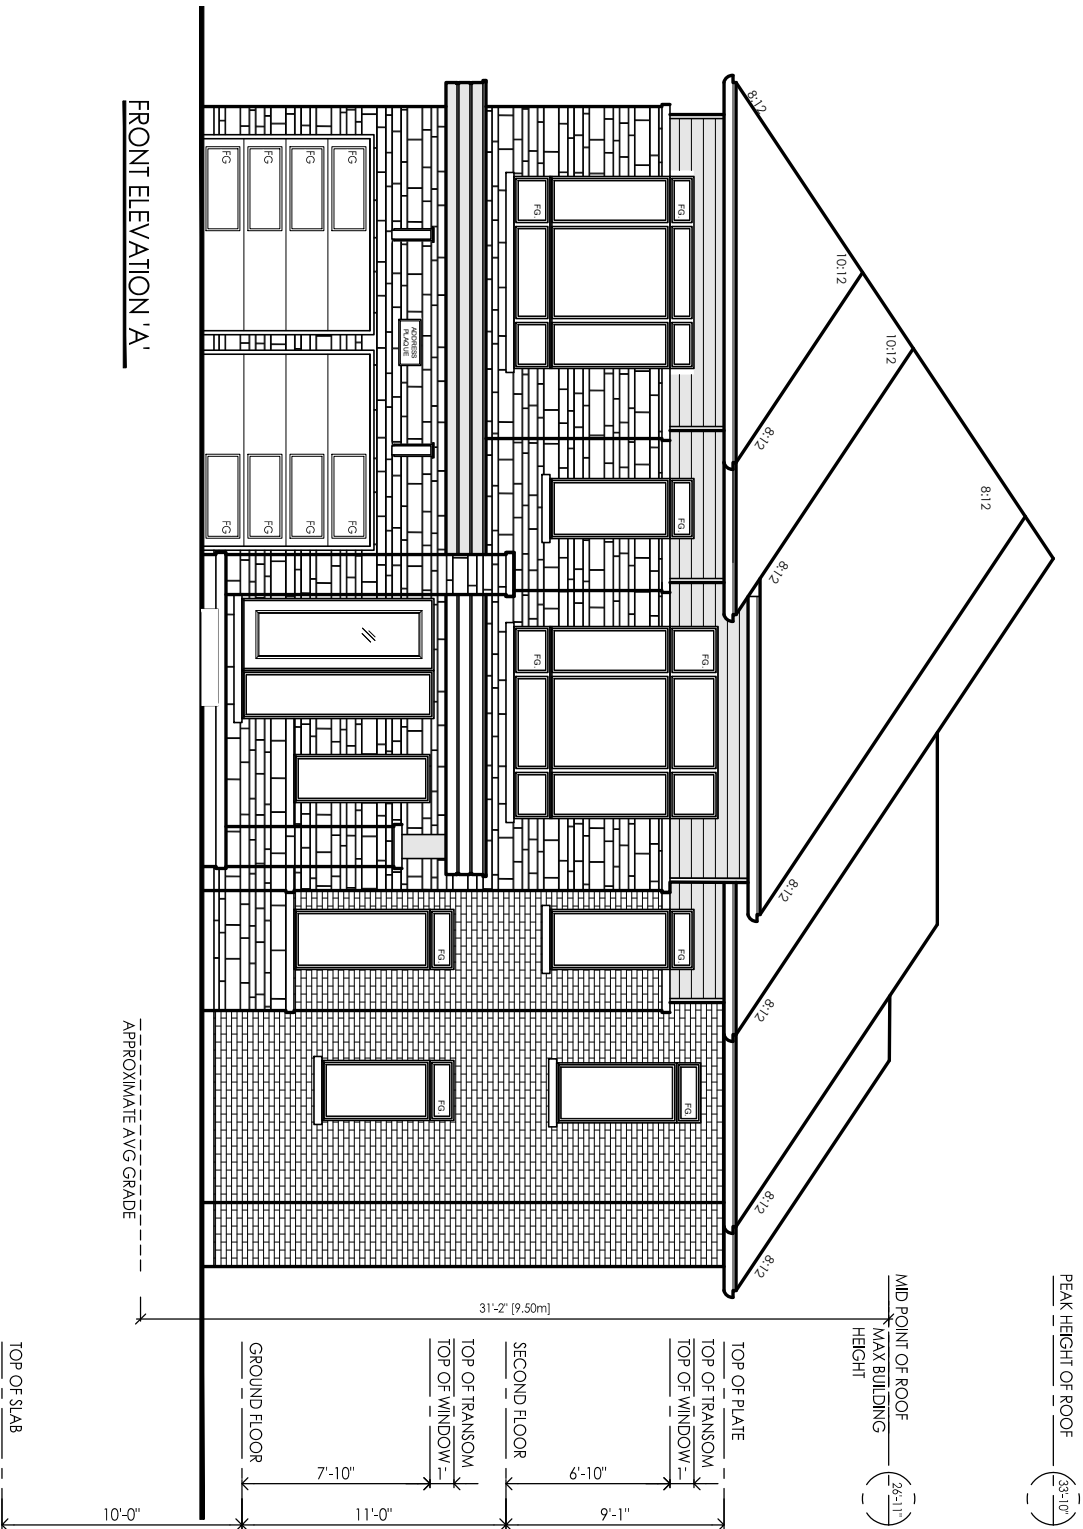 8:12
10:12
10:12
8:12
8:12
8:12
8:12
8:12
8:12
8:12
FG.
FG.
FG
FG.
FG.
FG.
FG.
FG.
FG.
ADDRESS
PLAQUE
FG
FG
FG
FG
FG
FG
FG
FG
FRONT ELEVATION 'A'
APPROXIMATE AVG GRADE
31'-2" [9.50m]
PEAK HEIGHT OF ROOF
33'-10"
MID POINT OF ROOF
MAX BUILDING
HEIGHT
26'-11"
TOP OF PLATE
TOP OF TRANSOM
TOP OF WINDOW
1'
6'-10"
9'-1"
SECOND FLOOR
TOP OF TRANSOM
TOP OF WINDOW
1'
7'-10"
11'-0"
GROUND FLOOR
10'-0"
TOP OF SLAB